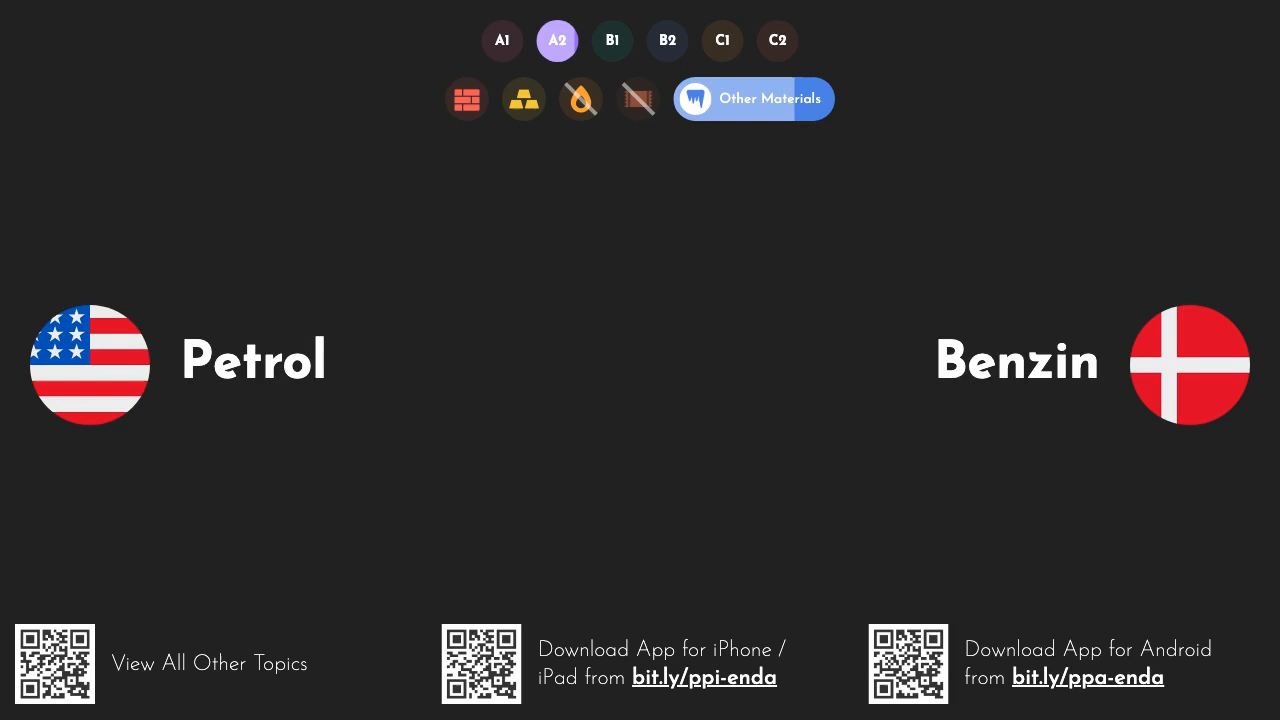 A1 A2 B1 B2 C1 C2
Other Materials
Petrol
Benzin
View All Other Topics
Download App for iPhone /
iPad from bit.ly/ppi-enda
Download App for Android
from bit.ly/ppa-enda